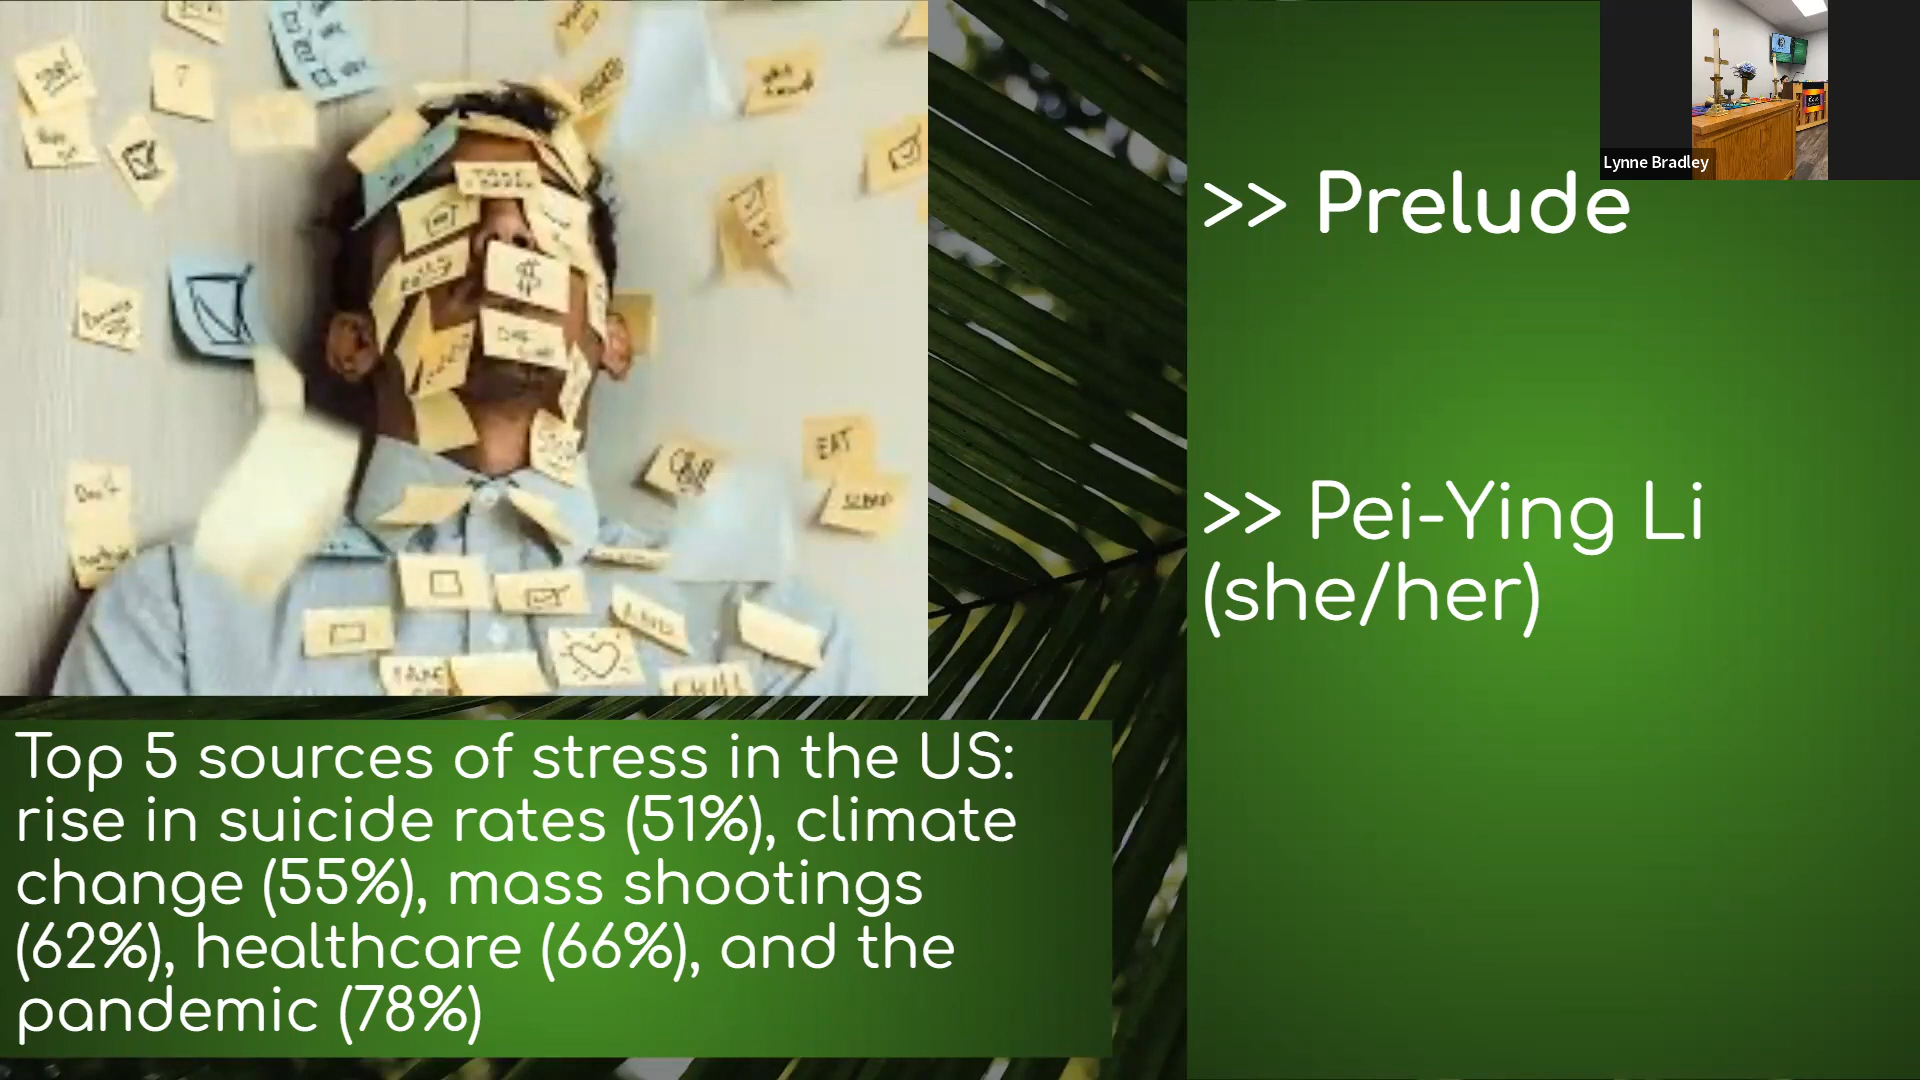 Top 5 sources of stress in the US:
rise in suicide rates (51%), climate
change (55%), mass shootings
(62%), healthcare (66%), and the
pandemic (78%)
>> Prelude
>> Pei-Ying Li
(she/her)
Lynne Bradley
?
$
EAT
Don't